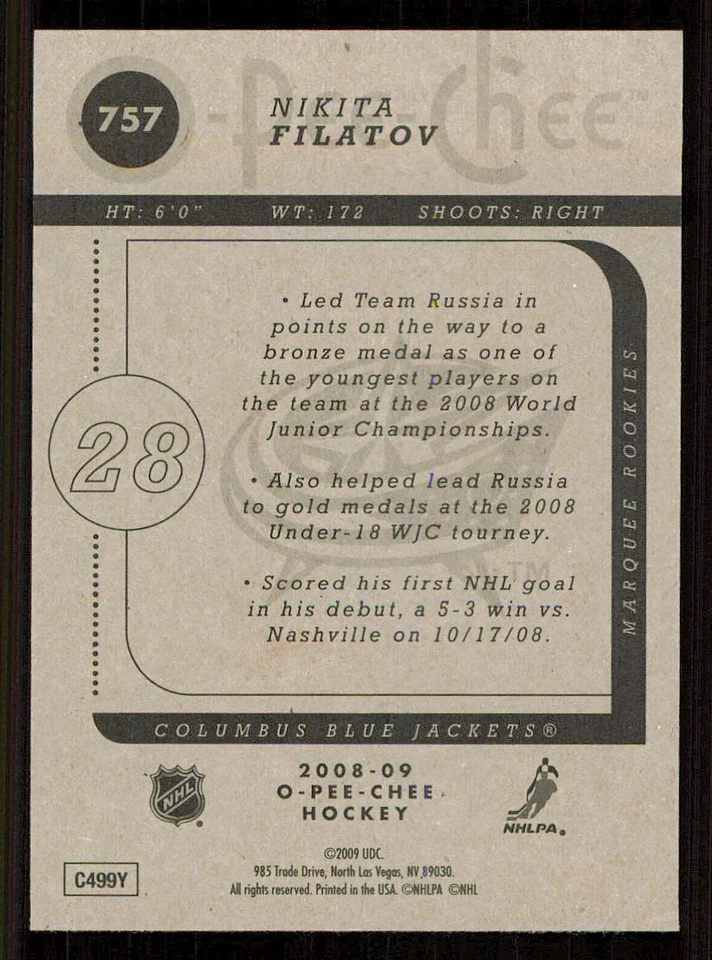 O-Pee-Chee™
757
NIKITA
FILATOV
HT: 6'0" WT: 172 SHOOTS: RIGHT
• Led Team Russia in
points on the way to a
bronze medal as one of
the youngest players on
the team at the 2008 World
Junior Championships.
28
• Also helped lead Russia
to gold medals at the 2008
Under-18 WJC tourney.
TM
• Scored his first NHL goal
in his debut, a 5-3 win vs.
Nashville on 10/17/08.
MARQUEE ROOKIES
COLUMBUS BLUE JACKETS®
NHL®
2008-09
O-PEE-CHEE
HOCKEY
NHLPA®
©2009 UDC.
985 Trade Drive, North Las Vegas, NV 89030.
All rights reserved. Printed in the USA. ©NHLPA ©NHL
C499Y